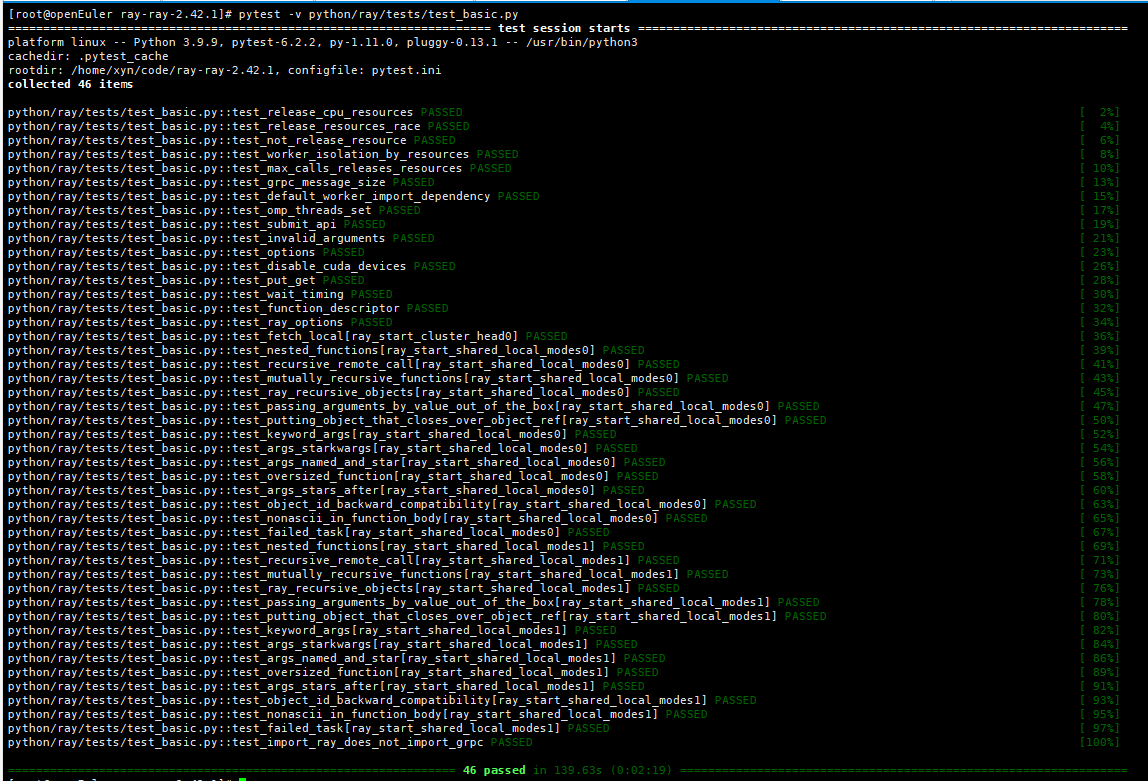 [root@openEuler ray-ray-2.42.1]# pytest -v python/ray/tests/test_basic.py
test session starts
platform linux -- Python 3.9.9, pytest-6.2.2, py-1.11.0, pluggy-0.13.1 -- /usr/bin/python3
cachedir: .pytest_cache
rootdir: /home/xyn/code/ray-ray-2.42.1, configfile: pytest.ini
collected 46 items
python/ray/tests/test_basic.py::test_release_cpu_resources PASSED [ 2%]
python/ray/tests/test_basic.py::test_release_resources_race PASSED [ 4%]
python/ray/tests/test_basic.py::test_not_release_resource PASSED [ 6%]
python/ray/tests/test_basic.py::test_worker_isolation_by_resources PASSED [ 8%]
python/ray/tests/test_basic.py::test_max_calls_releases_resources PASSED [ 10%]
python/ray/tests/test_basic.py::test_grpc_message_size PASSED [ 13%]
python/ray/tests/test_basic.py::test_default_worker_import_dependency PASSED [ 15%]
python/ray/tests/test_basic.py::test_omp_threads_set PASSED [ 17%]
python/ray/tests/test_basic.py::test_submit_api PASSED [ 19%]
python/ray/tests/test_basic.py::test_invalid_arguments PASSED [ 21%]
python/ray/tests/test_basic.py::test_options PASSED [ 23%]
python/ray/tests/test_basic.py::test_disable_cuda_devices PASSED [ 26%]
python/ray/tests/test_basic.py::test_put_get PASSED [ 28%]
python/ray/tests/test_basic.py::test_wait_timing PASSED [ 30%]
python/ray/tests/test_basic.py::test_function_descriptor PASSED [ 32%]
python/ray/tests/test_basic.py::test_ray_options PASSED [ 34%]
python/ray/tests/test_basic.py::test_fetch_local[ray_start_cluster_head0] PASSED [ 36%]
python/ray/tests/test_basic.py::test_nested_functions[ray_start_shared_local_modes0] PASSED [ 39%]
python/ray/tests/test_basic.py::test_recursive_remote_call[ray_start_shared_local_modes0] PASSED [ 41%]
python/ray/tests/test_basic.py::test_mutually_recursive_functions[ray_start_shared_local_modes0] PASSED [ 43%]
python/ray/tests/test_basic.py::test_ray_recursive_objects[ray_start_shared_local_modes0] PASSED [ 45%]
python/ray/tests/test_basic.py::test_passing_arguments_by_value_out_of_the_box[ray_start_shared_local_modes0] PASSED [ 47%]
python/ray/tests/test_basic.py::test_putting_object_that_closes_over_object_ref[ray_start_shared_local_modes0] PASSED [ 50%]
python/ray/tests/test_basic.py::test_keyword_args[ray_start_shared_local_modes0] PASSED [ 52%]
python/ray/tests/test_basic.py::test_args_starkwargs[ray_start_shared_local_modes0] PASSED [ 54%]
python/ray/tests/test_basic.py::test_args_named_and_star[ray_start_shared_local_modes0] PASSED [ 56%]
python/ray/tests/test_basic.py::test_oversized_function[ray_start_shared_local_modes0] PASSED [ 58%]
python/ray/tests/test_basic.py::test_args_stars_after[ray_start_shared_local_modes0] PASSED [ 60%]
python/ray/tests/test_basic.py::test_object_id_backward_compatibility[ray_start_shared_local_modes0] PASSED [ 63%]
python/ray/tests/test_basic.py::test_nonascii_in_function_body[ray_start_shared_local_modes0] PASSED [ 65%]
python/ray/tests/test_basic.py::test_failed_task[ray_start_shared_local_modes0] PASSED [ 67%]
python/ray/tests/test_basic.py::test_nested_functions[ray_start_shared_local_modes1] PASSED [ 69%]
python/ray/tests/test_basic.py::test_recursive_remote_call[ray_start_shared_local_modes1] PASSED [ 71%]
python/ray/tests/test_basic.py::test_mutually_recursive_functions[ray_start_shared_local_modes1] PASSED [ 73%]
python/ray/tests/test_basic.py::test_ray_recursive_objects[ray_start_shared_local_modes1] PASSED [ 76%]
python/ray/tests/test_basic.py::test_passing_arguments_by_value_out_of_the_box[ray_start_shared_local_modes1] PASSED [ 78%]
python/ray/tests/test_basic.py::test_putting_object_that_closes_over_object_ref[ray_start_shared_local_modes1] PASSED [ 80%]
python/ray/tests/test_basic.py::test_keyword_args[ray_start_shared_local_modes1] PASSED [ 82%]
python/ray/tests/test_basic.py::test_args_starkwargs[ray_start_shared_local_modes1] PASSED [ 84%]
python/ray/tests/test_basic.py::test_args_named_and_star[ray_start_shared_local_modes1] PASSED [ 86%]
python/ray/tests/test_basic.py::test_oversized_function[ray_start_shared_local_modes1] PASSED [ 89%]
python/ray/tests/test_basic.py::test_args_stars_after[ray_start_shared_local_modes1] PASSED [ 91%]
python/ray/tests/test_basic.py::test_object_id_backward_compatibility[ray_start_shared_local_modes1] PASSED [ 93%]
python/ray/tests/test_basic.py::test_nonascii_in_function_body[ray_start_shared_local_modes1] PASSED [ 95%]
python/ray/tests/test_basic.py::test_failed_task[ray_start_shared_local_modes1] PASSED [ 97%]
python/ray/tests/test_basic.py::test_import_ray_does_not_import_grpc PASSED [100%]
46 passed in 139.63s (0:02:19)